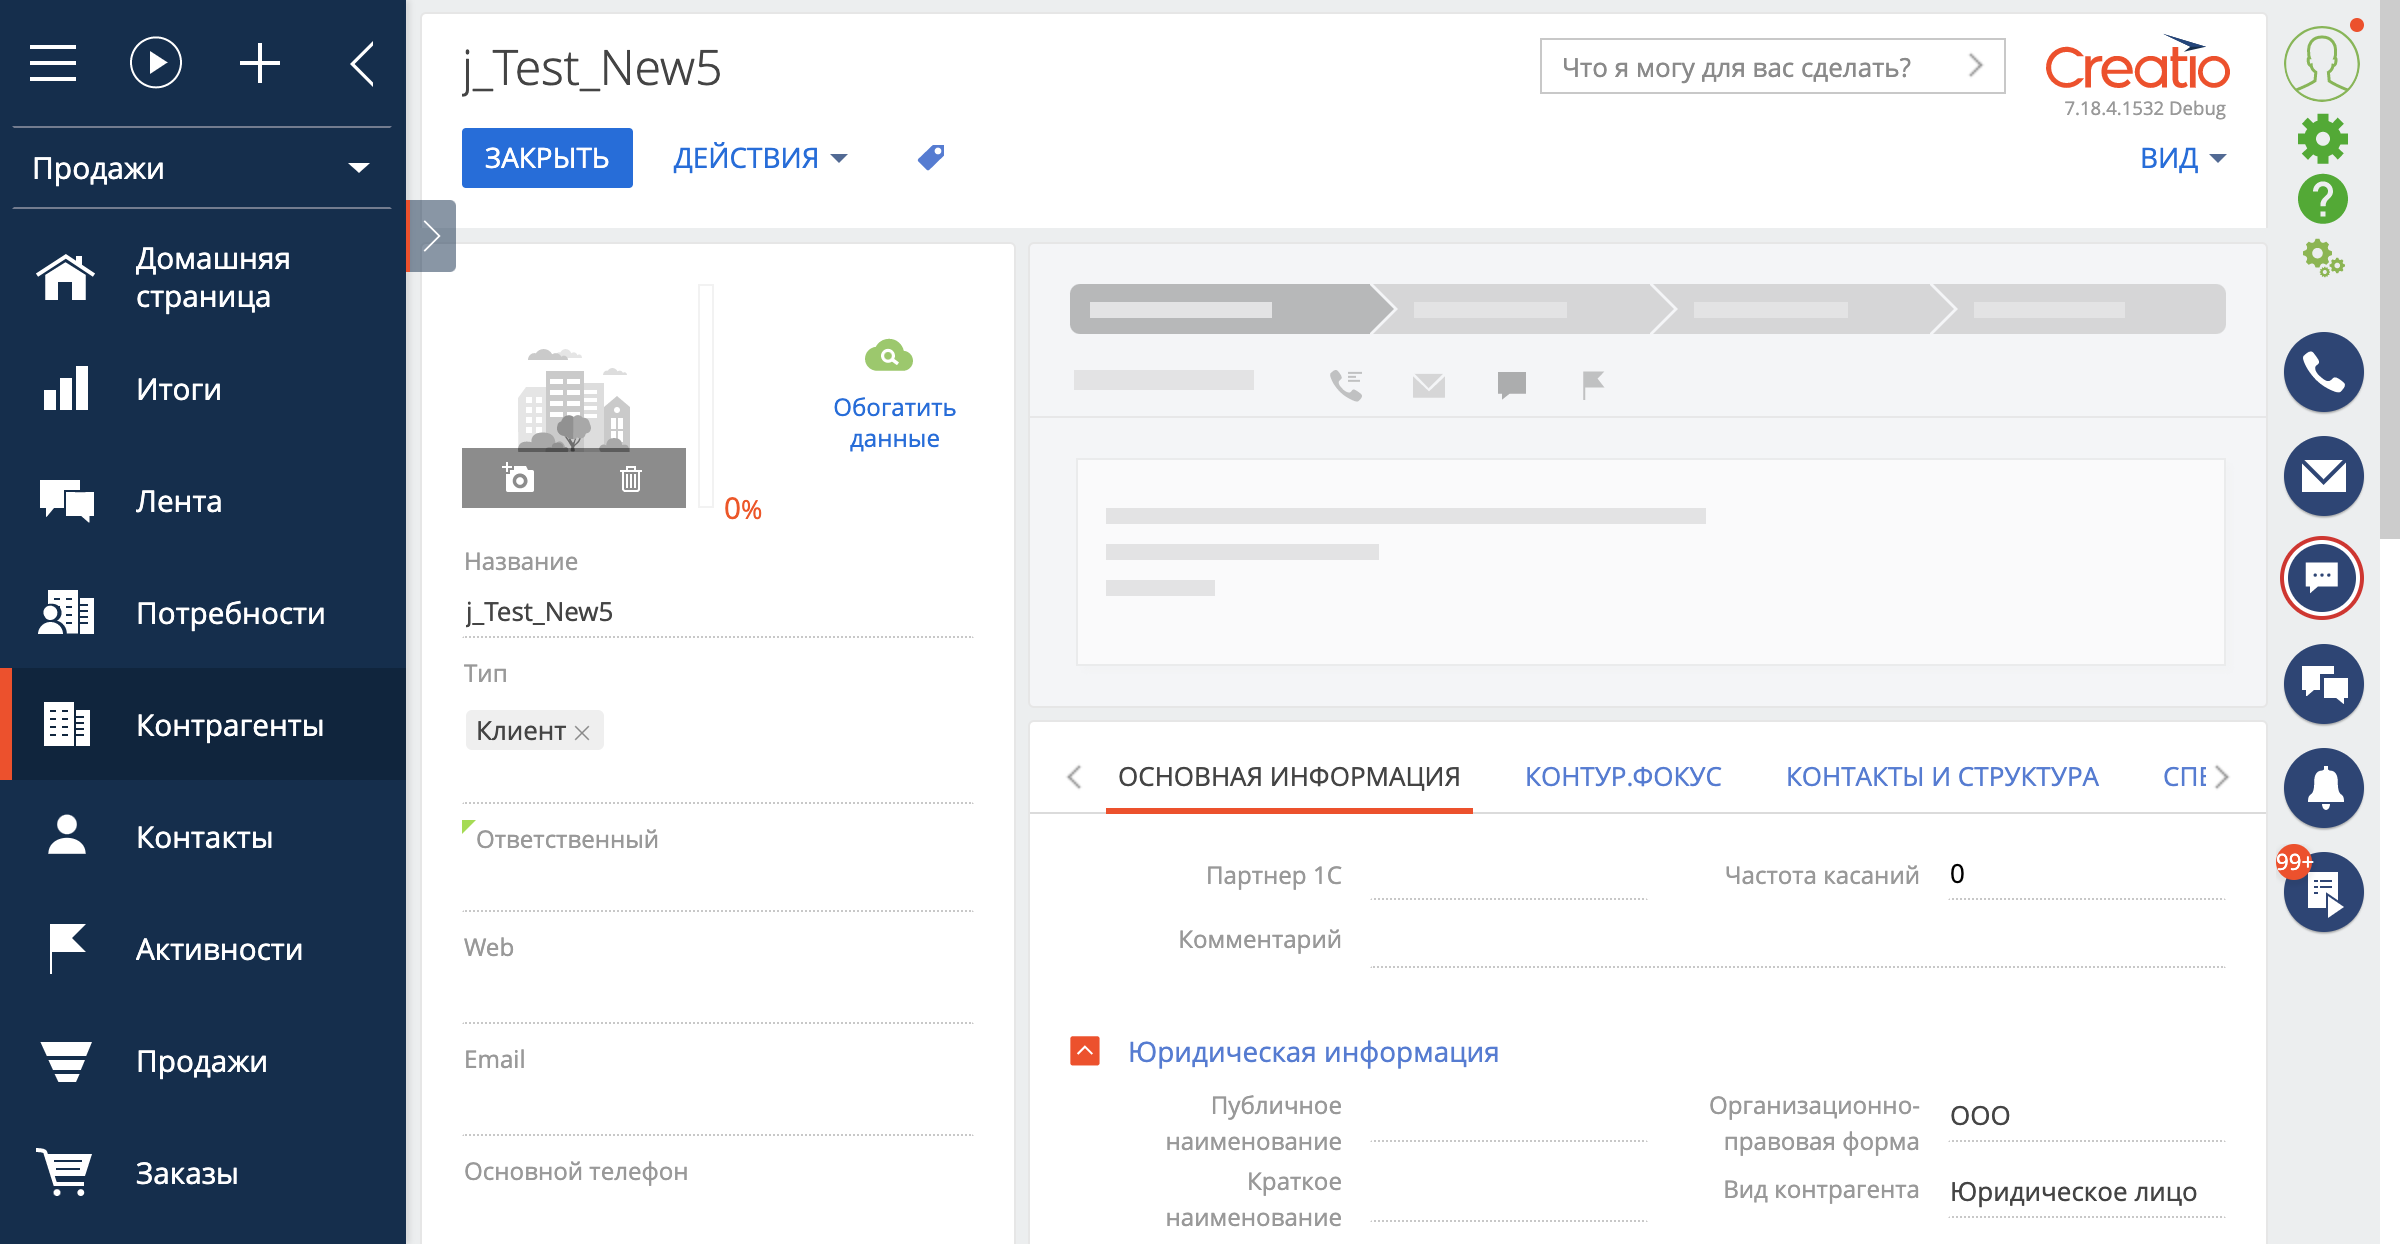 j_Test_New5
Что я могу для вас сделать?
Creatio
7.18.4.1532 Debug
ЗАКРЫТЬ
ДЕЙСТВИЯ
ВИД
Продажи
Домашняя
страница
Итоги
Лента
Потребности
Контрагенты
Контакты
Активности
Продажи
Заказы
Обогатить
данные
0%
Название
j_Test_New5
Тип
Клиент
Ответственный
Web
Email
Основной телефон
ОСНОВНАЯ ИНФОРМАЦИЯ
КОНТУР.ФОКУС
КОНТАКТЫ И СТРУКТУРА
СПЕ
Партнер 1С
Частота касаний
0
Комментарий
Юридическая информация
Публичное
наименование
Организационно-
правовая форма
ООО
Краткое
наименование
Вид контрагента
Юридическое лицо
99+